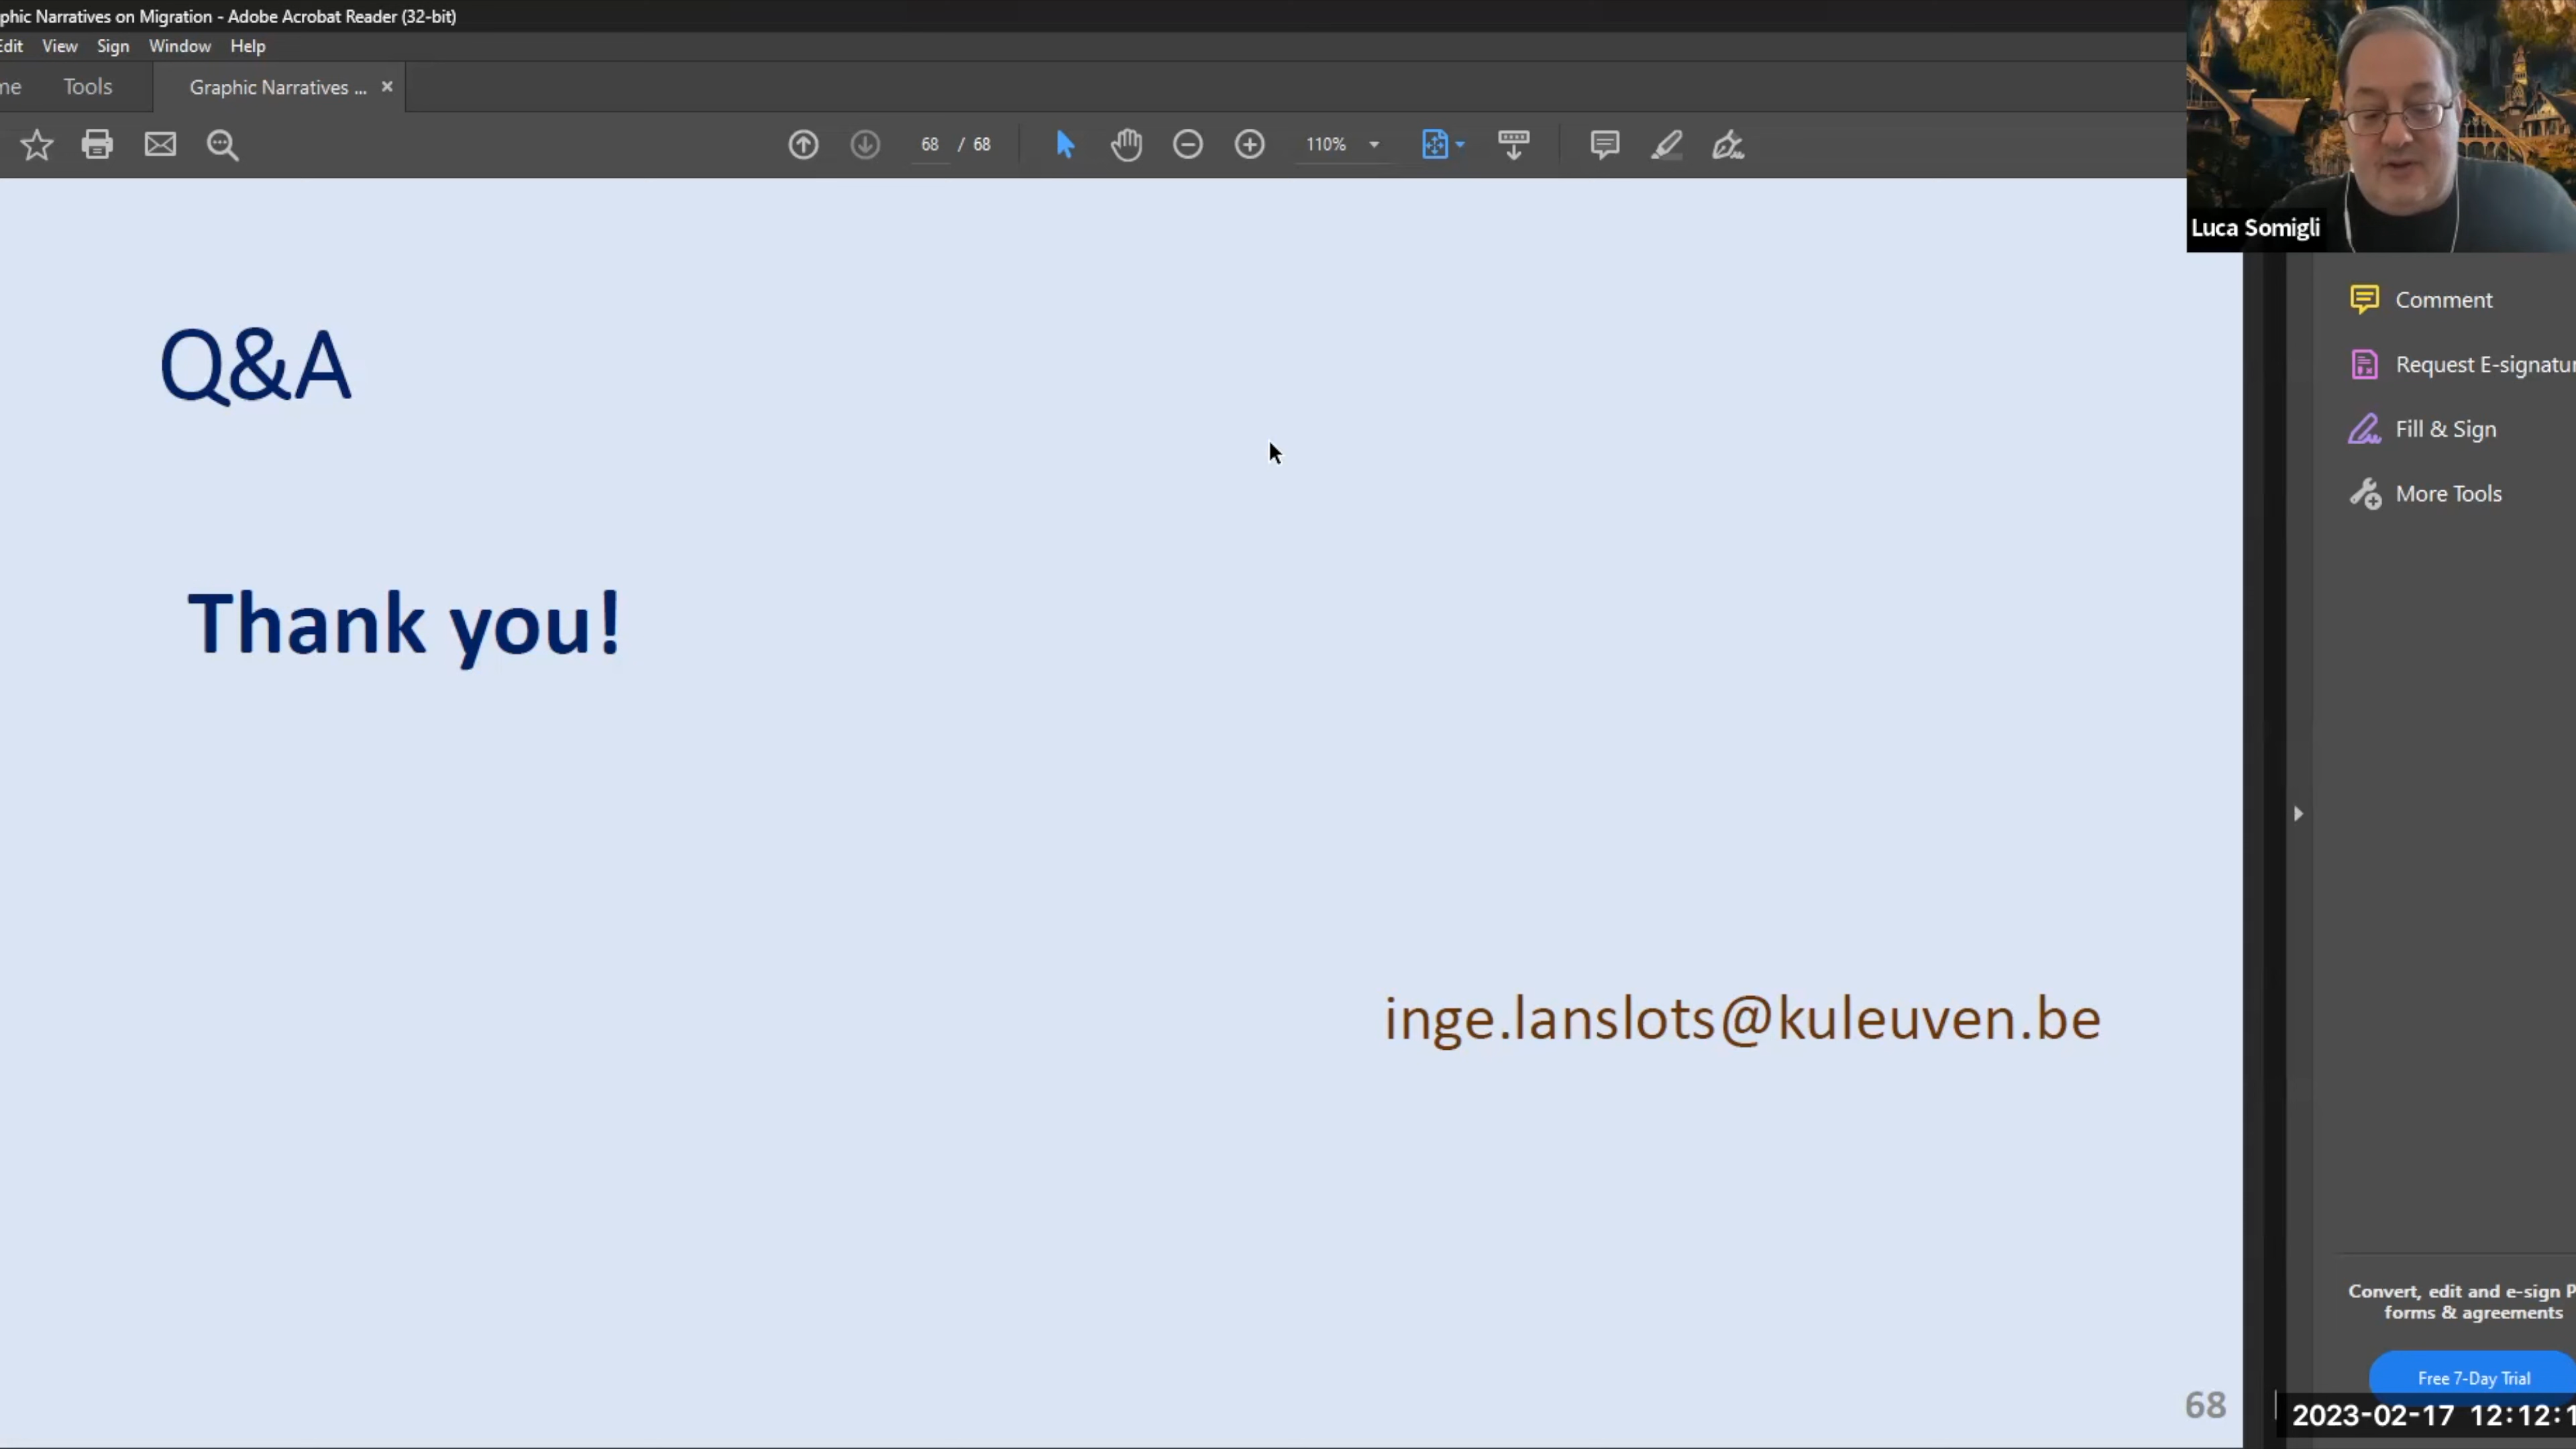 phic Narratives on Migration - Adobe Acrobat Reader (32-bit)
Edit View Sign Window Help
me Tools Graphic Narratives ... ×
68 / 68 110%
Luca Somigli
Q&A
Thank you!
inge.lanslots@kuleuven.be
68
Comment
Request E-signatur
Fill & Sign
More Tools
Convert, edit and e-sign P
forms & agreements
Free 7-Day Trial
2023-02-17 12:12:1